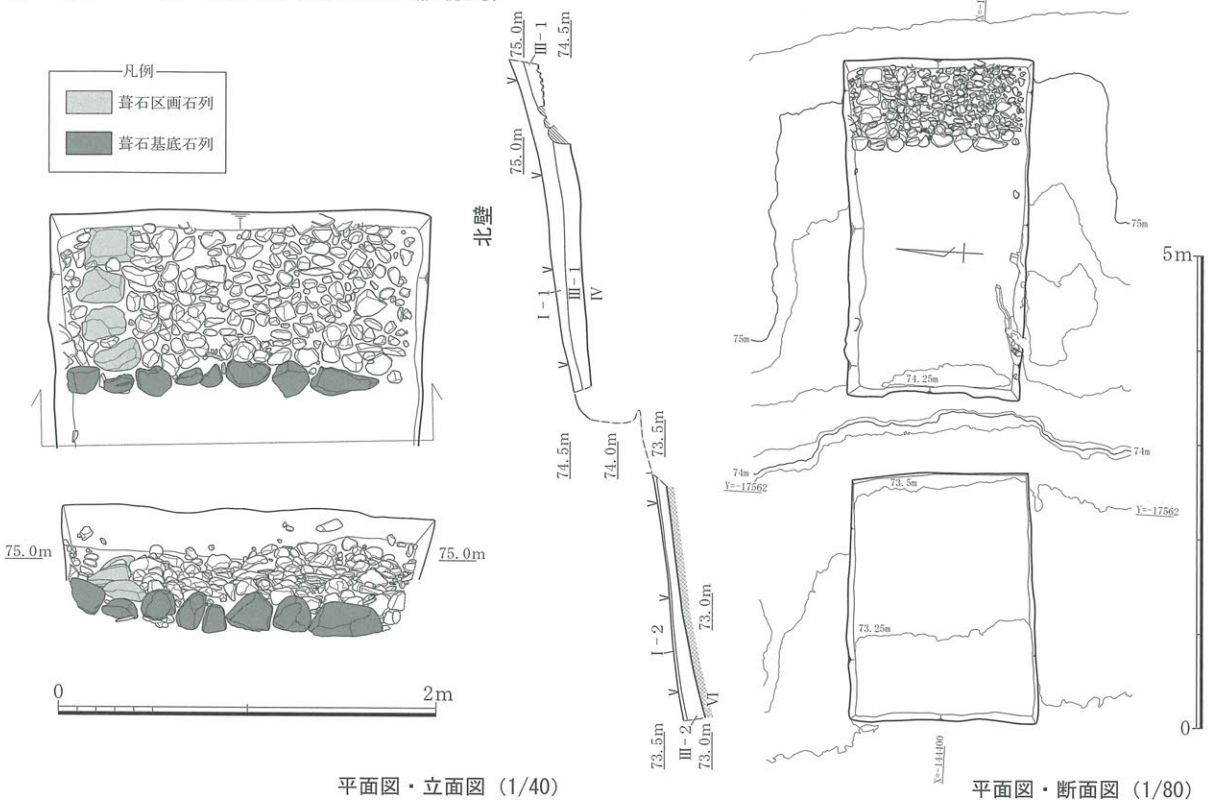 凡例
葺石区画石列
葺石基底石列
75.0m
75.0m
0
2m
平面図・立面図 (1/40)
北壁
75.0m
Ⅲ-1
74.5m
75.0m
Ⅰ-1
Ⅲ-1
Ⅳ
74.5m
74.0m
73.5m
Ⅰ-2
73.0m
Ⅵ
73.5m
Ⅲ-2
73.0m
75m
75m
74.25m
74m
74m
Y=-17562
73.5m
Y=-17562
73.25m
X=-144400
5m
0
平面図・断面図 (1/80)